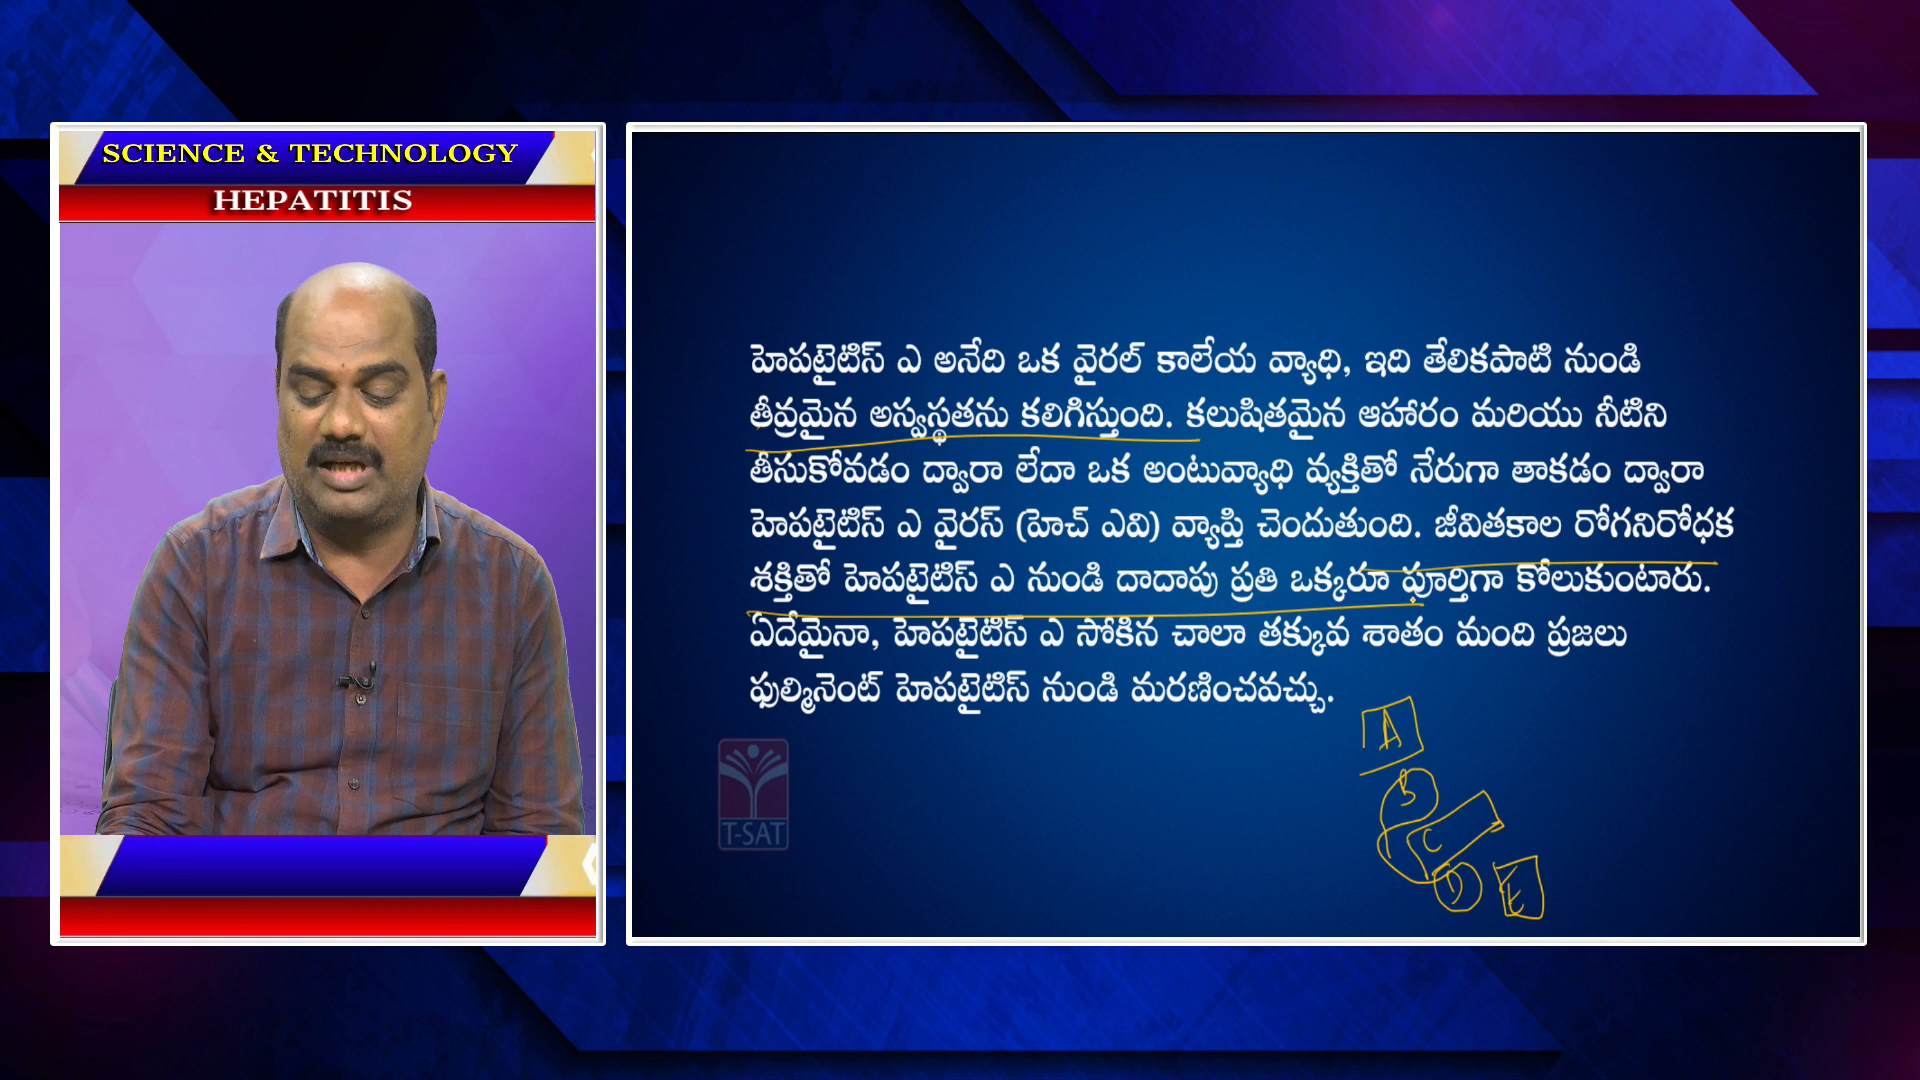 SCIENCE & TECHNOLOGY
HEPATITIS
హెపటైటిస్ ఎ అనేది ఒక వైరల్ కాలేయ వ్యాధి, ఇది తేలికపాటి నుండి
తీవ్రమైన అస్వస్థతను కలిగిస్తుంది. కలుషితమైన ఆహారం మరియు నీటిని
తీసుకోవడం ద్వారా లేదా ఒక అంటువ్యాధి వ్యక్తితో నేరుగా తాకడం ద్వారా
హెపటైటిస్ ఎ వైరస్ (హెచ్ ఎవి) వ్యాప్తి చెందుతుంది. జీవితకాల రోగనిరోధక
శక్తితో హెపటైటిస్ ఎ నుండి దాదాపు ప్రతి ఒక్కరూ పూర్తిగా కోలుకుంటారు.
ఏదేమైనా, హెపటైటిస్ ఎ సోకిన చాలా తక్కువ శాతం మంది ప్రజలు
ఫుల్మినెంట్ హెపటైటిస్ నుండి మరణించవచ్చు.
A
B
C
D E
T-SAT